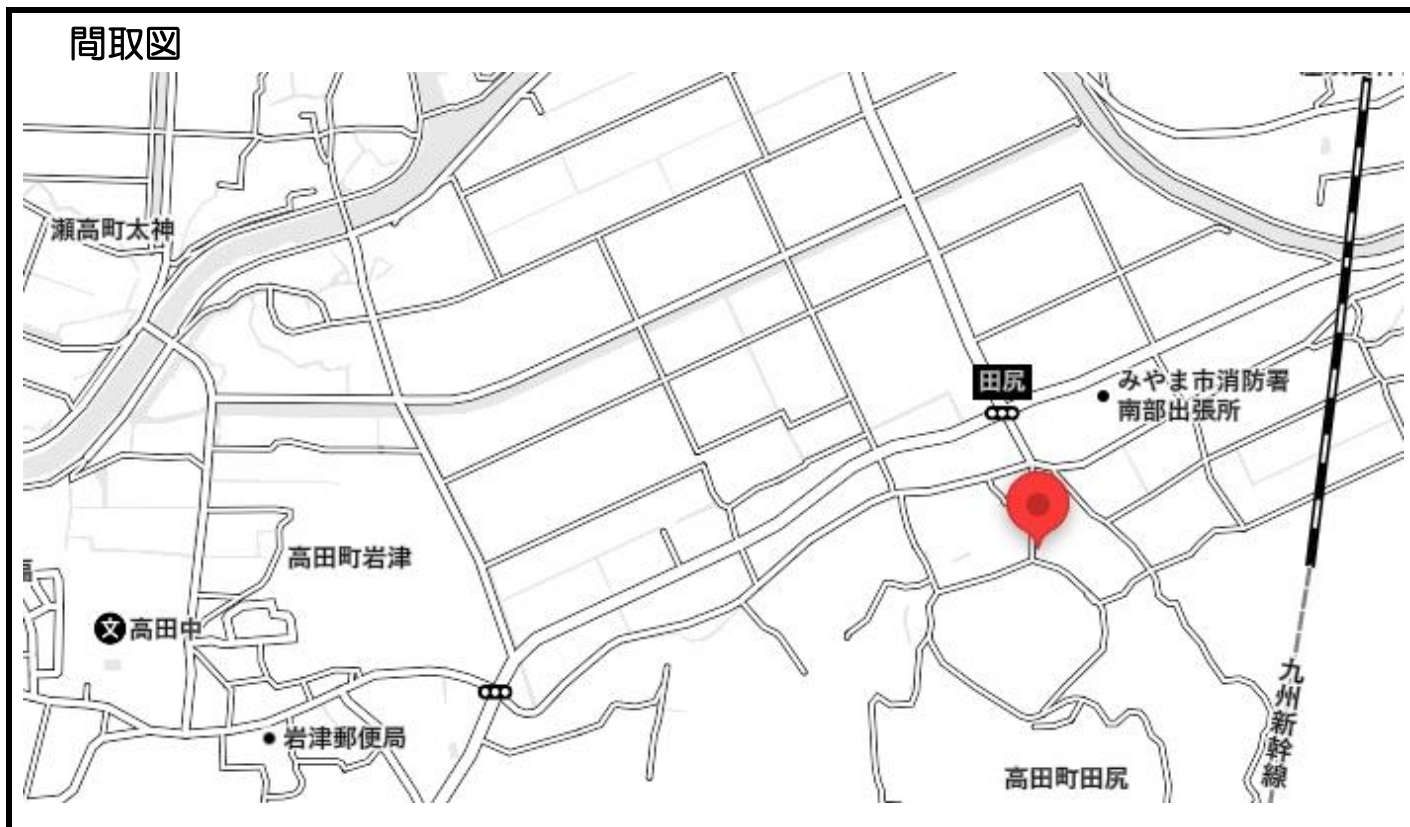 間取図
瀬高町太神
田尻
みやま市消防署
南部出張所
高田町岩津
文
高田中
岩津郵便局
九州新幹線
高田町田尻